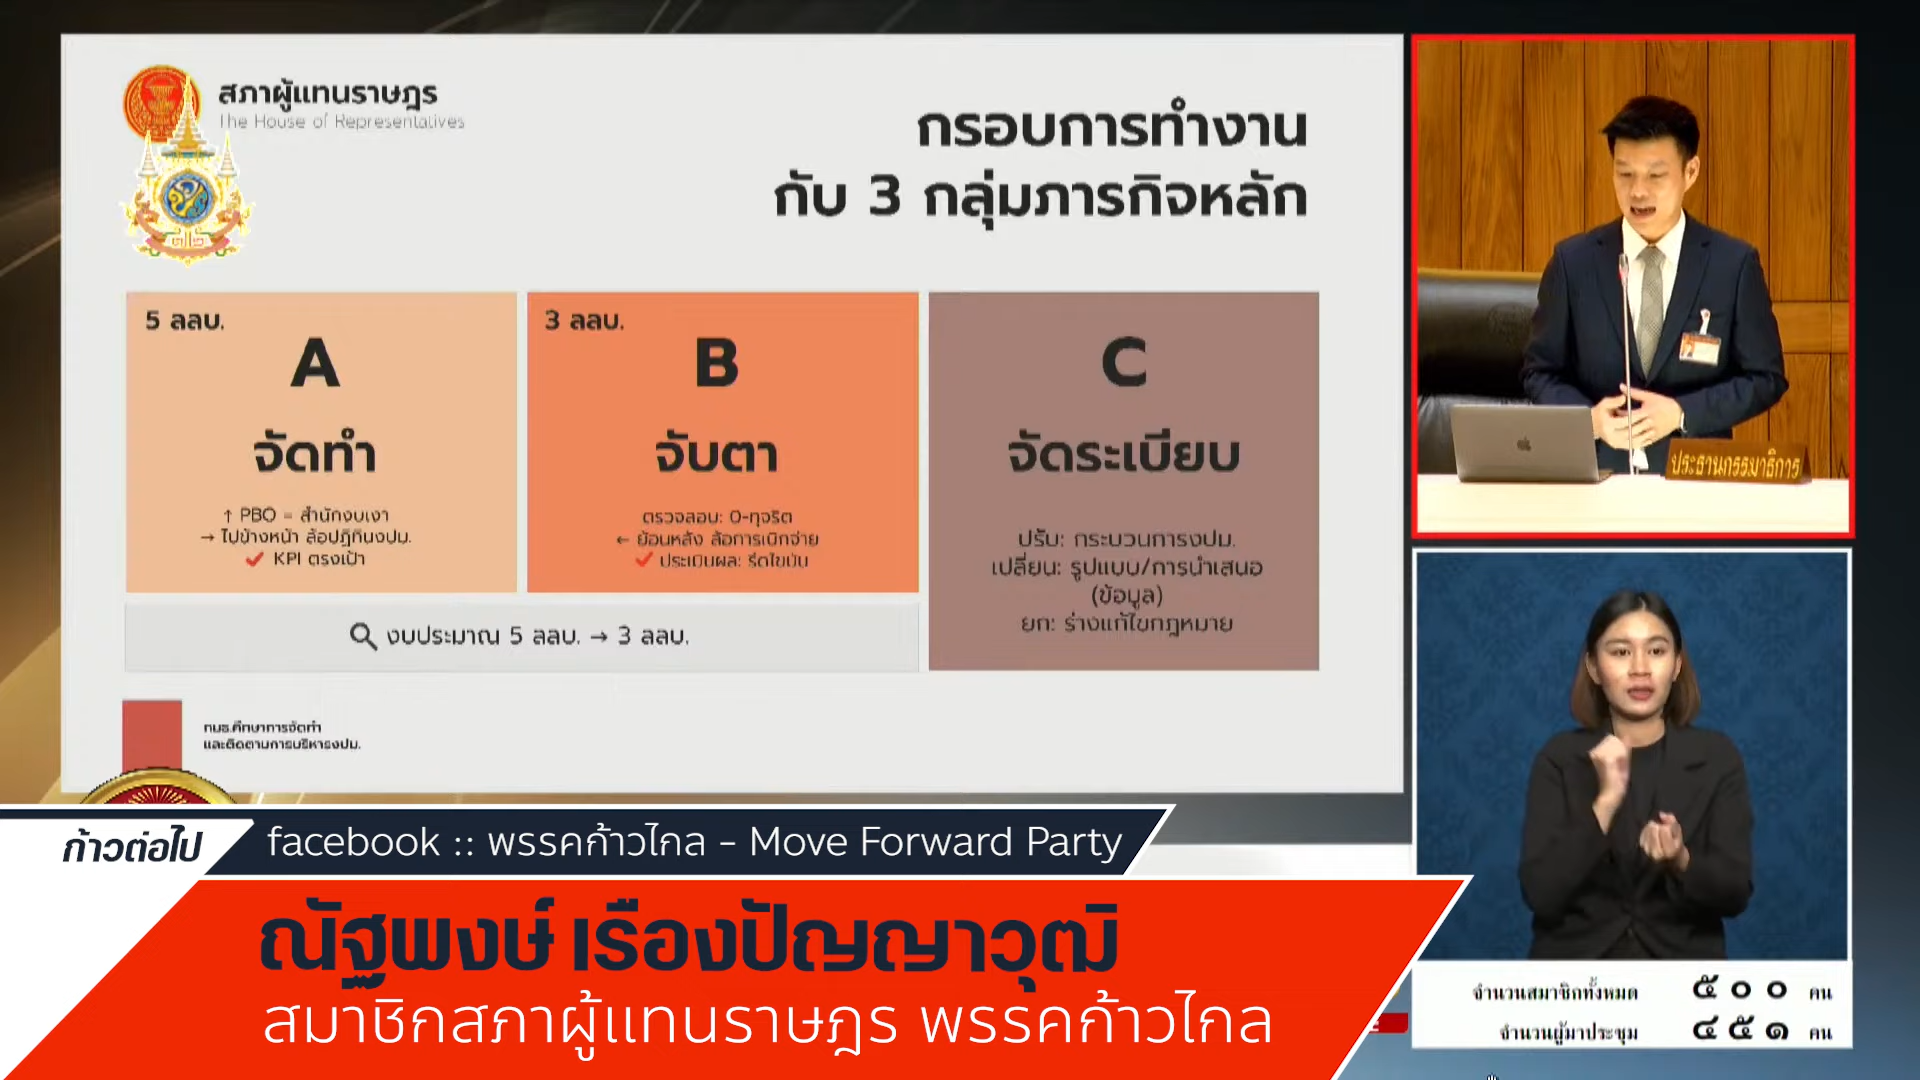 สภาผู้แทนราษฎร
The House of Representatives
กรอบการทำงาน
กับ 3 กลุ่มภารกิจหลัก
5 ลลบ.
A
จัดทำ
↑ PBO = สำนักงบเงา
→ ไปข้างหน้า ล้อปฏิทินงปม.
✓ KPI ตรงเป้า
3 ลลบ.
B
จับตา
ตรวจสอบ: 0-ทุจริต
← ย้อนหลัง ล้อการเบิกจ่าย
✓ ประเมินผล: รีดไขมัน
C
จัดระเบียบ
ปรับ: กระบวนการงปม.
เปลี่ยน: รูปแบบ/การนำเสนอ
(ข้อมูล)
ยก: ร่างแก้ไขกฎหมาย
งบประมาณ 5 ลลบ. → 3 ลลบ.
กมธ.ศึกษาการจัดทำ
และติดตามการบริหารงปม.
ประธานกรรมาธิการ
ก้าวต่อไป
facebook :: พรรคก้าวไกล - Move Forward Party
ณัฐพงษ์ เรืองปัญญาวุฒิ
สมาชิกสภาผู้แทนราษฎร พรรคก้าวไกล
จำนวนสมาชิกทั้งหมด ๕๐๐ คน
จำนวนผู้มาประชุม ๔๕๑ คน